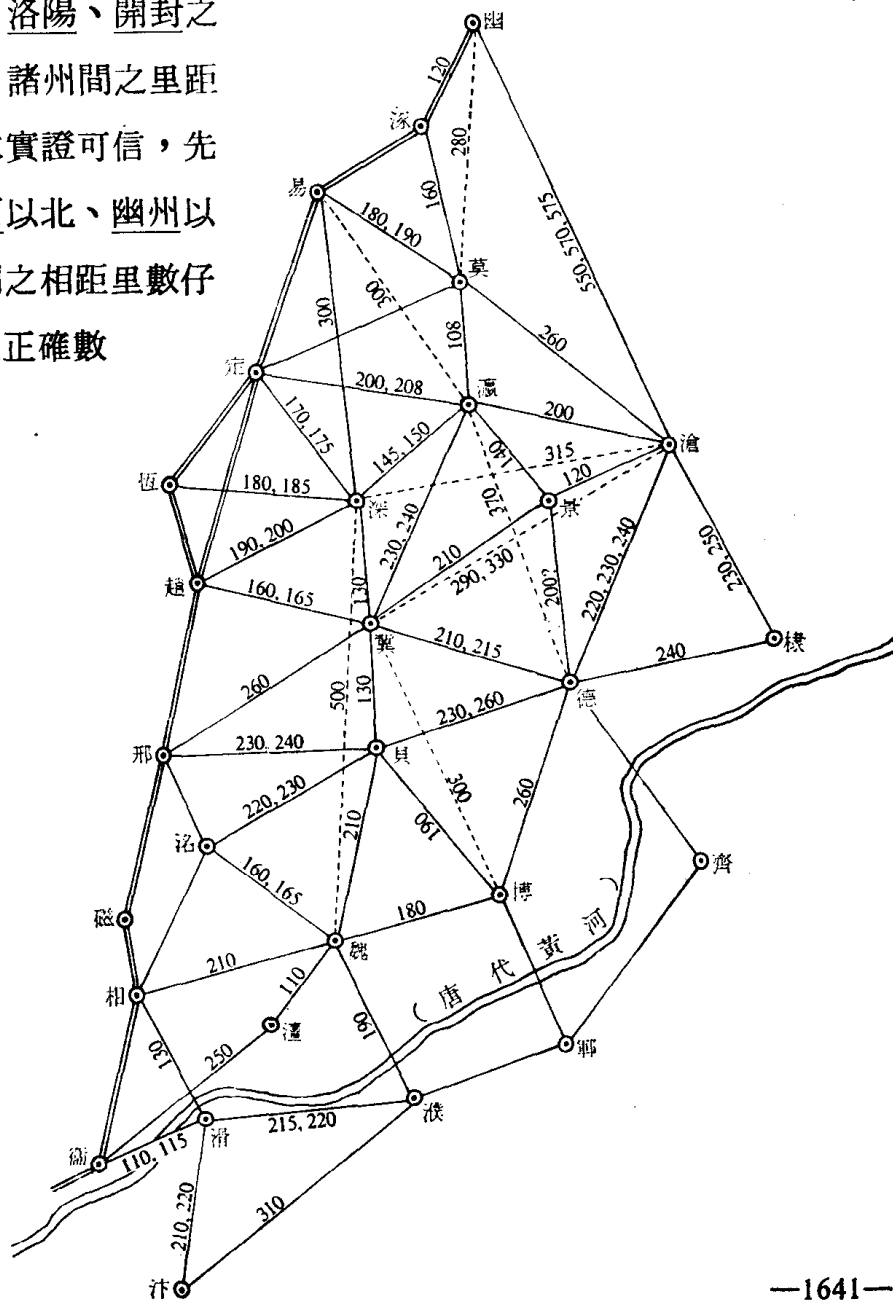 洛陽、開封之
諸州間之里距
實證可信，先
以北、幽州以
之相距里數仔
正確數
幽
120
涿
280
易
160
180, 190
550, 570, 575
莫
300
300
108
260
定
200, 208
瀛
200
滄
170, 175
145, 150
140
315
120
恆
180, 185
深
370
景
190, 200
230, 240
210
290, 330
200?
220, 230, 240
230, 250
趙
160, 165
130
冀
210, 215
240
棣
德
260
500
130
230, 260
邢
230, 240
貝
300
260
220, 230
210
190
洺
齊
160, 165
博
180
磁
魏
210
110
相
190
(唐代黃河)
澶
130
250
鄆
濮
滑
215, 220
衞
110, 115
210, 220
310
汴
—1641—